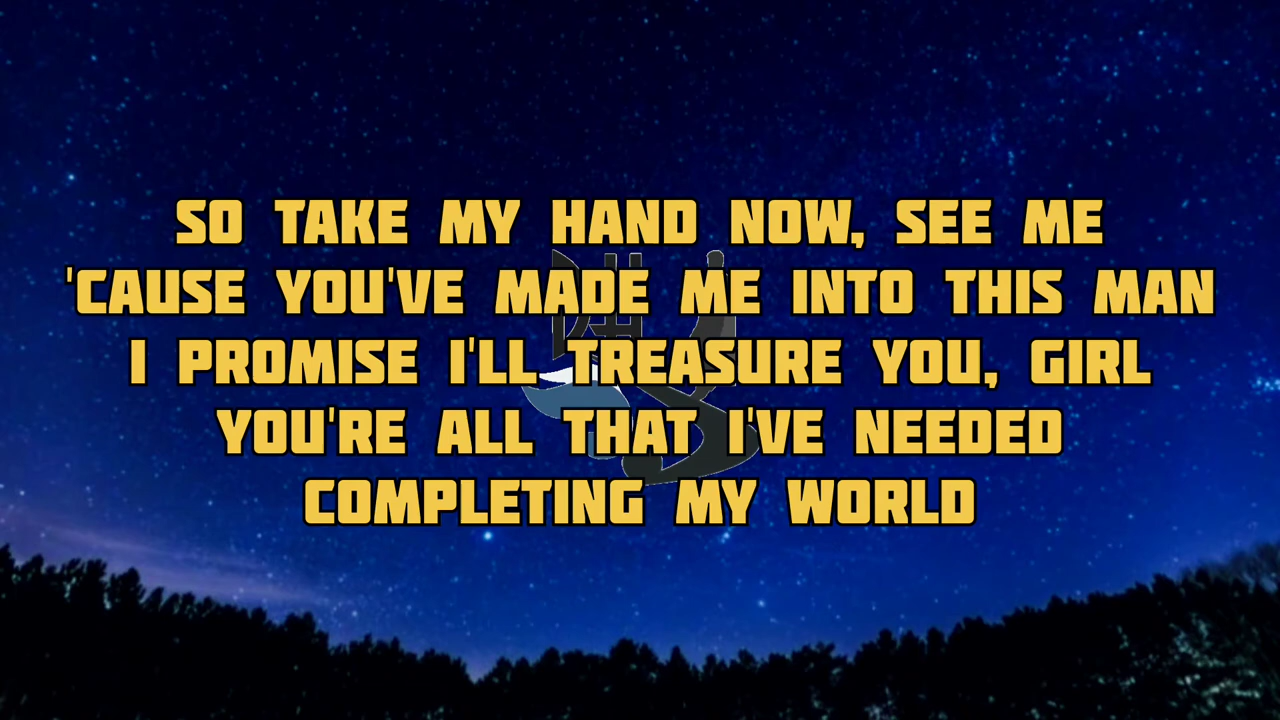 SO TAKE MY HAND NOW, SEE ME
'CAUSE YOU'VE MADE ME INTO THIS MAN
I PROMISE I'LL TREASURE YOU, GIRL
YOU'RE ALL THAT I'VE NEEDED
COMPLETING MY WORLD